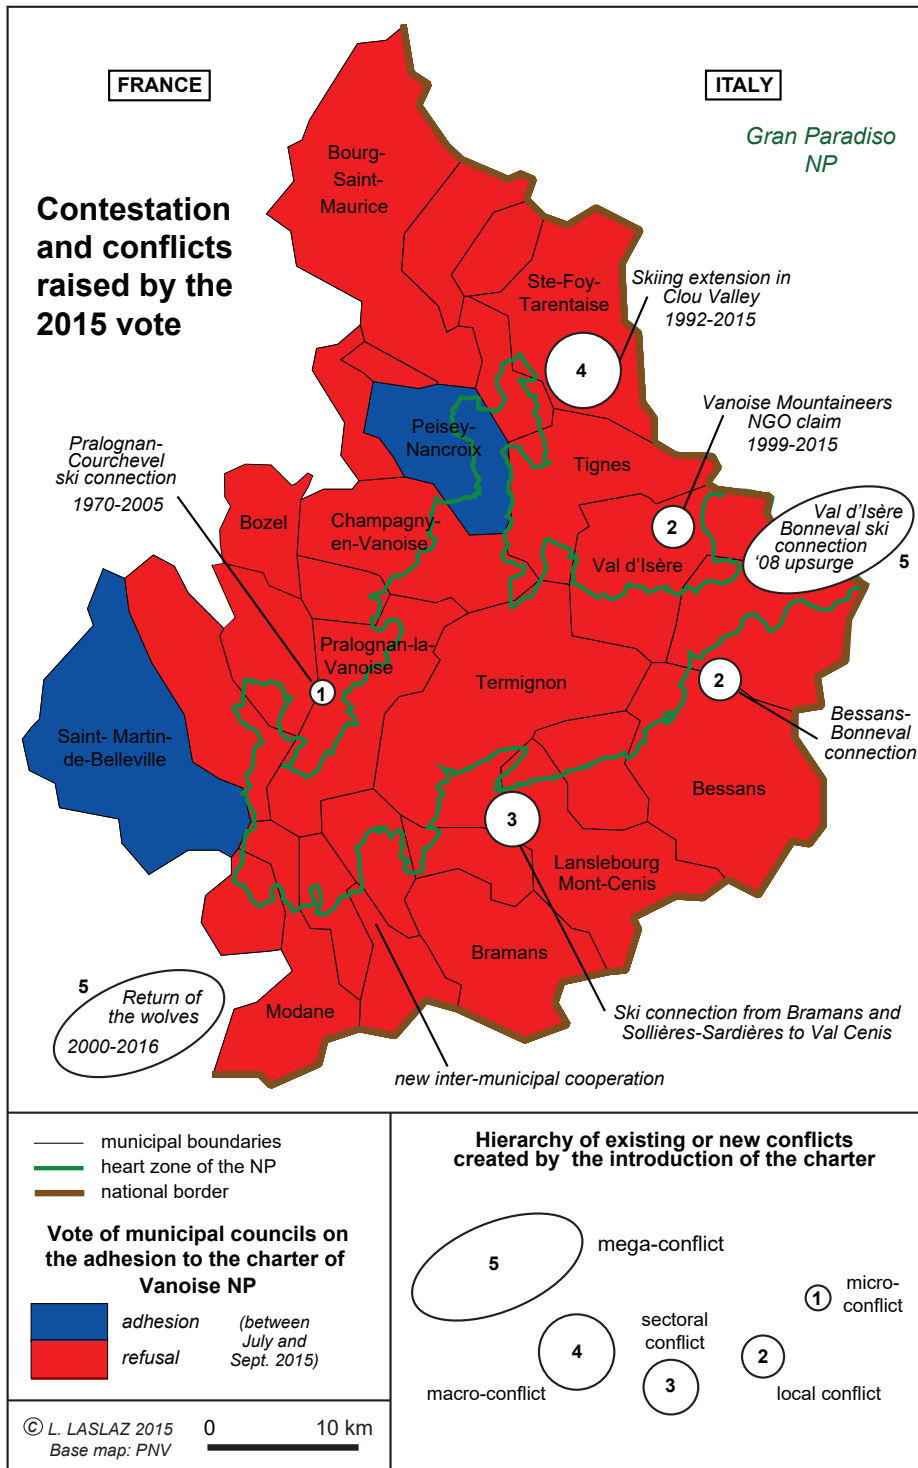 FRANCE
ITALY
Gran Paradiso
NP
Contestation
and conflicts
raised by the
2015 vote
Bourg-
Saint-
Maurice
Ste-Foy-
Tarentaise
Skiing extension in
Clou Valley
1992-2015
4
Vanoise Mountaineers
NGO claim
1999-2015
Peisey-
Nancroix
Tignes
Pralognan-
Courchevel
ski connection
1970-2005
Bozel
Champagny-
en-Vanoise
2
Val d'Isère
Val d'Isère
Bonneval ski
connection
'08 upsurge
5
Pralognan-la-
Vanoise
1
Termignon
2
Saint- Martin-
de-Belleville
Bessans-
Bonneval
connection
Bessans
3
Lanslebourg
Mont-Cenis
Bramans
5
Return of
the wolves
2000-2016
Modane
Ski connection from Bramans and
Sollières-Sardières to Val Cenis
new inter-municipal cooperation
municipal boundaries
heart zone of the NP
national border
Vote of municipal councils on
the adhesion to the charter of
Vanoise NP
adhesion
refusal
(between
July and
Sept. 2015)
© L. LASLAZ 2015
Base map: PNV
0 10 km
Hierarchy of existing or new conflicts
created by the introduction of the charter
5
mega-conflict
1
micro-
conflict
4
macro-conflict
sectoral
conflict
3
2
local conflict